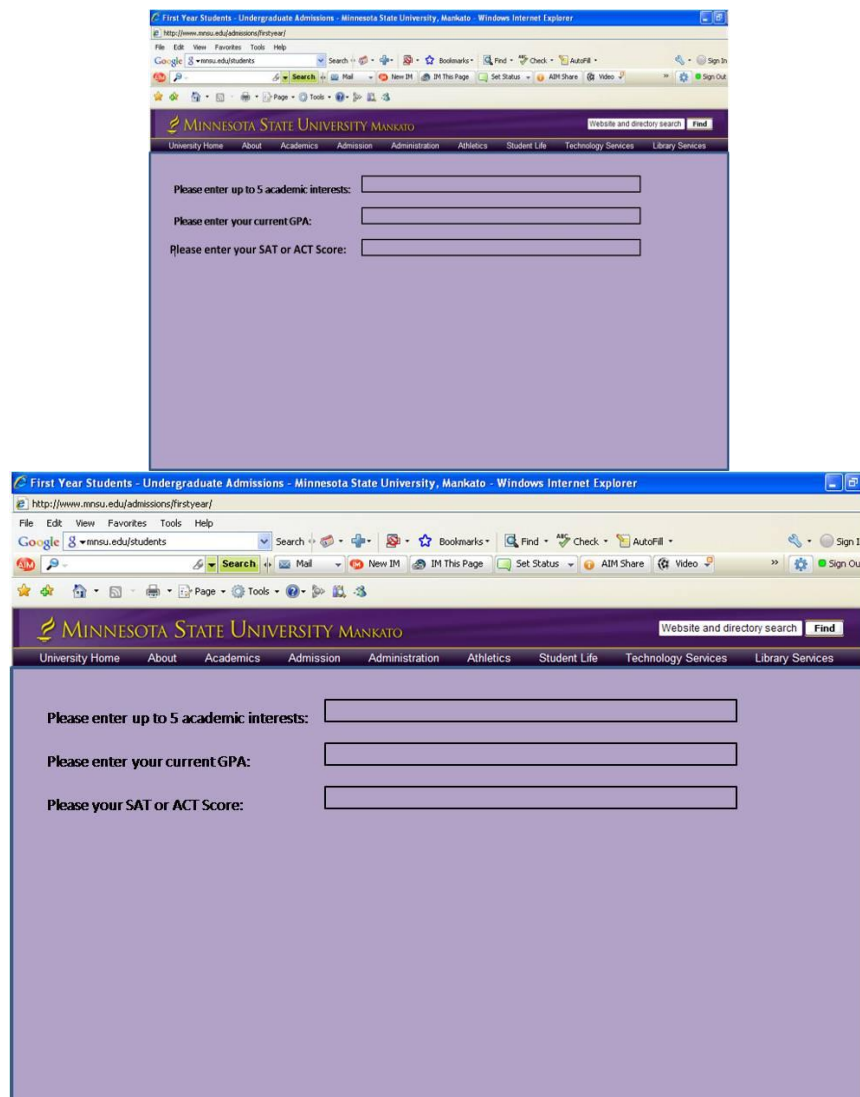 First Year Students - Undergraduate Admissions - Minnesota State University, Mankato - Windows Internet Explorer
http://www.mnsu.edu/admissions/firstyear/
File Edit View Favorites Tools Help
Google mnsu.edu/students Search Bookmarks Find ABC Check AutoFill Sign In
AIM Search Mail New IM IM This Page Set Status AIM Share Video » Sign Out
Page Tools
MINNESOTA STATE UNIVERSITY MANKATO Website and directory search Find
University Home About Academics Admission Administration Athletics Student Life Technology Services Library Services
Please enter up to 5 academic interests:
Please enter your current GPA:
Please enter your SAT or ACT Score:
First Year Students - Undergraduate Admissions - Minnesota State University, Mankato - Windows Internet Explorer
http://www.mnsu.edu/admissions/firstyear/
File Edit View Favorites Tools Help
Google mnsu.edu/students Search Bookmarks Find ABC Check AutoFill Sign I
AIM Search Mail New IM IM This Page Set Status AIM Share Video » Sign Ou
Page Tools
MINNESOTA STATE UNIVERSITY MANKATO Website and directory search Find
University Home About Academics Admission Administration Athletics Student Life Technology Services Library Services
Please enter up to 5 academic interests:
Please enter your current GPA:
Please your SAT or ACT Score: